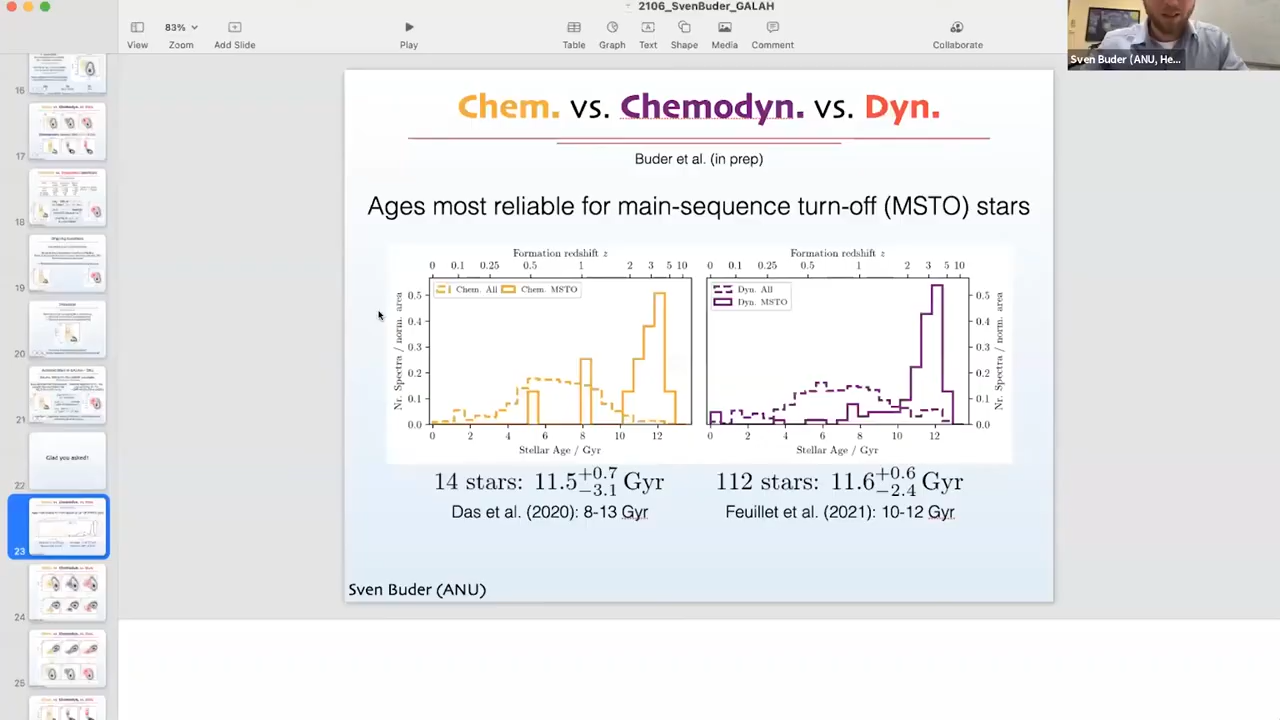 2106_SvenBuder_GALAH
83%
View Zoom Add Slide Play Table Graph Text Shape Media Comment Collaborate
Sven Buder (ANU, He...
Chem. vs. Chemodyn. vs. Dyn.
Buder et al. (in prep)
Ages most reliable for main-sequence turn-off (MSTO) stars
Formation redshift z
0 0.1 0.25 0.5 1 2 3 5 10
Chem. All Chem. MSTO
Nr. Spectra / norm. area
0.5
0.4
0.3
0.2
0.1
0.0
0 2 4 6 8 10 12
Stellar Age / Gyr
Formation redshift z
0 0.1 0.25 0.5 1 2 3 5 10
Dyn. All
Dyn. MSTO
0.5
0.4
0.3
0.2
0.1
0.0
Nr. Spectra / norm. area
0 2 4 6 8 10 12
Stellar Age / Gyr
14 stars: 11.5+0.7−3.1 Gyr
112 stars: 11.6+0.6−2.4 Gyr
Das et al. (2020): 8-13 Gyr
Feuillet et al. (2021): 10-12 Gyr
Sven Buder (ANU)
16
17
18
19
20
21
Glad you asked!
22
23
24
25